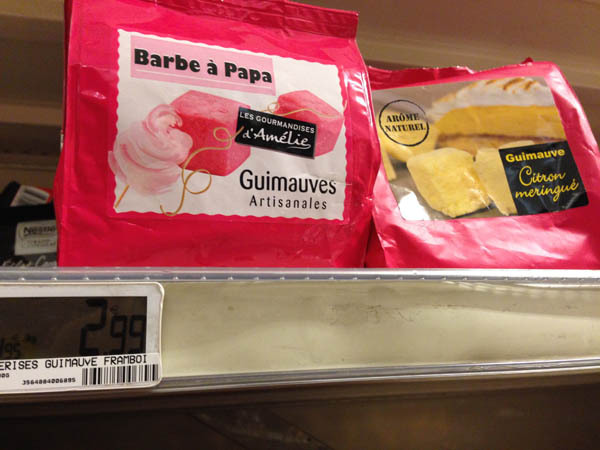 Barbe à Papa
LES GOURMANDISES
d'Amélie
Guimauves
Artisanales
ARÔME
NATUREL
Guimauve
Citron
meringué
2€99
ERISES GUIMAUVE FRAMBOI
3564084006895